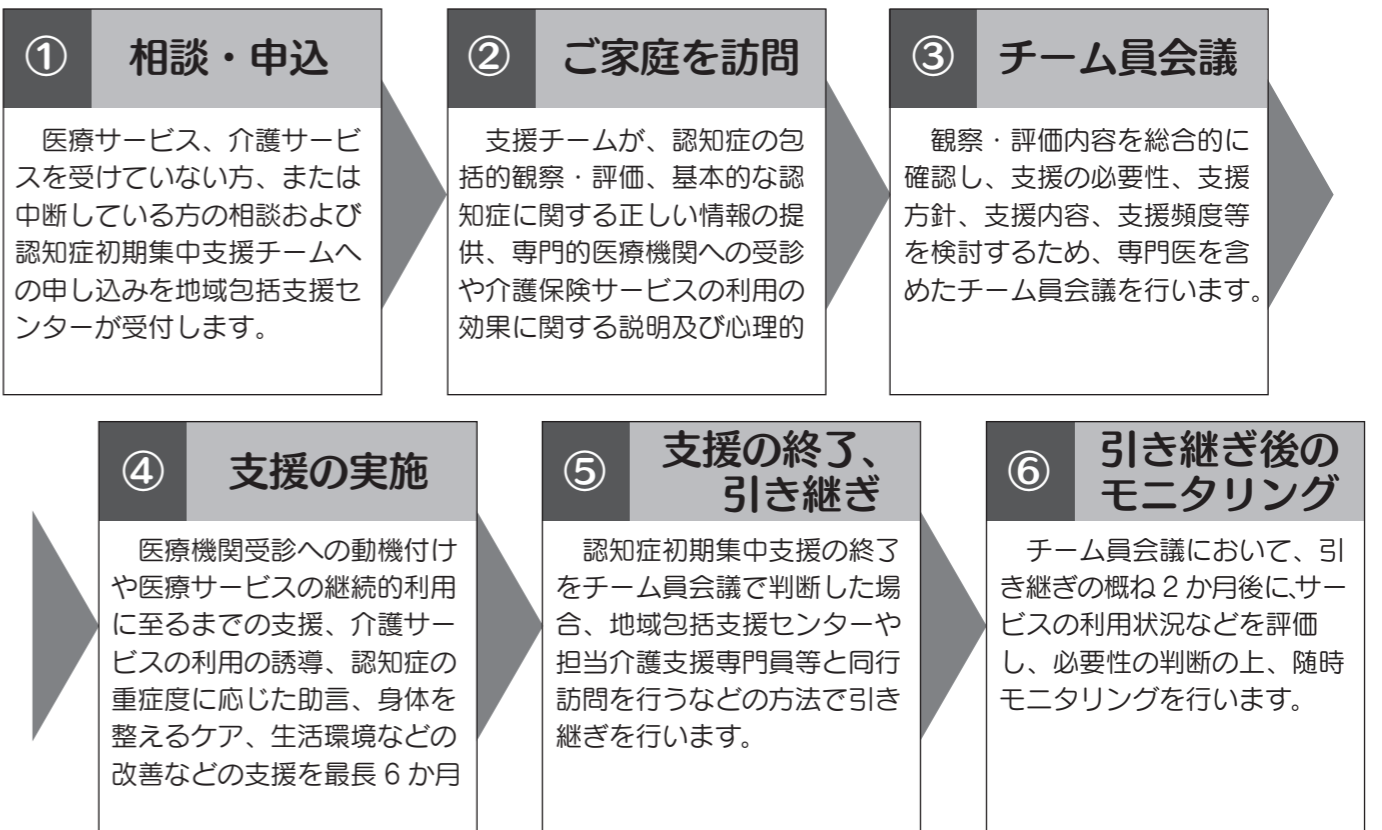 ① 相談・申込
医療サービス、介護サービ
スを受けていない方、または
中断している方の相談および
認知症初期集中支援チームへ
の申し込みを地域包括支援セ
ンターが受付します。
② ご家庭を訪問
支援チームが、認知症の包
括的観察・評価、基本的な認
知症に関する正しい情報の提
供、専門的医療機関への受診
や介護保険サービスの利用の
効果に関する説明及び心理的
③ チーム員会議
観察・評価内容を総合的に
確認し、支援の必要性、支援
方針、支援内容、支援頻度等
を検討するため、専門医を含
めたチーム員会議を行います。
④ 支援の実施
医療機関受診への動機付け
や医療サービスの継続的利用
に至るまでの支援、介護サー
ビスの利用の誘導、認知症の
重症度に応じた助言、身体を
整えるケア、生活環境などの
改善などの支援を最長6か月
⑤ 支援の終了、
引き継ぎ
認知症初期集中支援の終了
をチーム員会議で判断した場
合、地域包括支援センターや
担当介護支援専門員等と同行
訪問を行うなどの方法で引き
継ぎを行います。
⑥ 引き継ぎ後の
モニタリング
チーム員会議において、引
き継ぎの概ね2か月後に、サー
ビスの利用状況などを評価
し、必要性の判断の上、随時
モニタリングを行います。